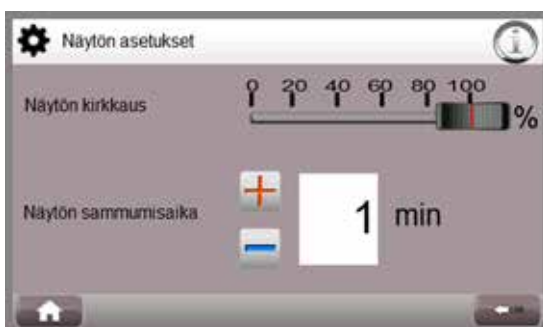 Näytön asetukset
i
0 20 40 60 80 100
Näytön kirkkaus
%
Näytön sammumisaika
1 min